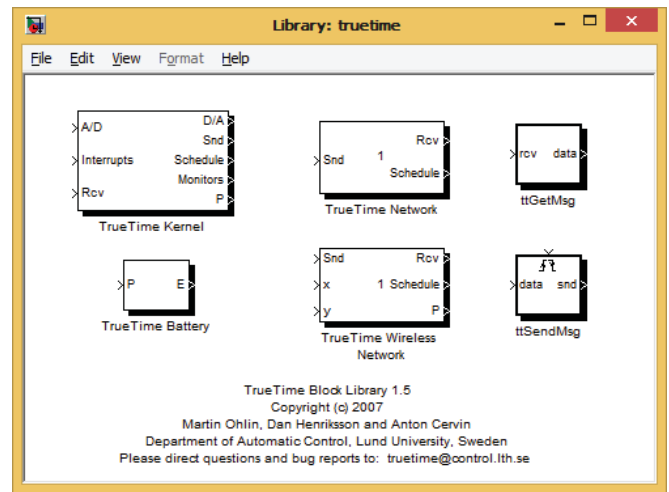 Library: truetime
File Edit View Format Help
A/D
Interrupts
Rcv
D/A
Snd
Schedule
Monitors
P
TrueTime Kernel
Snd
1
Rcv
Schedule
TrueTime Network
rcv data
ttGetMsg
P E
TrueTime Battery
Snd
x
y
1
Rcv
Schedule
P
TrueTime Wireless
Network
data snd
ttSendMsg
TrueTime Block Library 1.5
Copyright (c) 2007
Martin Ohlin, Dan Henriksson and Anton Cervin
Department of Automatic Control, Lund University, Sweden
Please direct questions and bug reports to: truetime@control.lth.se